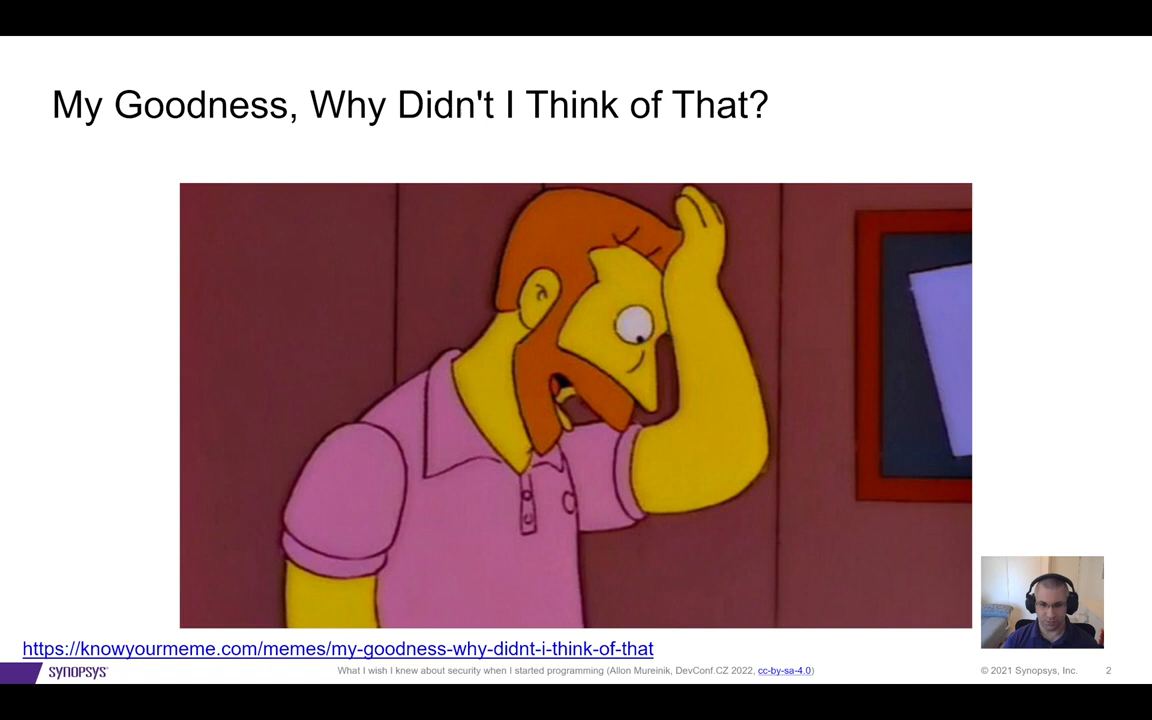 My Goodness, Why Didn't I Think of That?
https://knowyourmeme.com/memes/my-goodness-why-didnt-i-think-of-that
SYNOPSYS®
What I wish I knew about security when I started programming (Allon Mureinik, DevConf.CZ 2022, cc-by-sa-4.0)
© 2021 Synopsys, Inc.
2